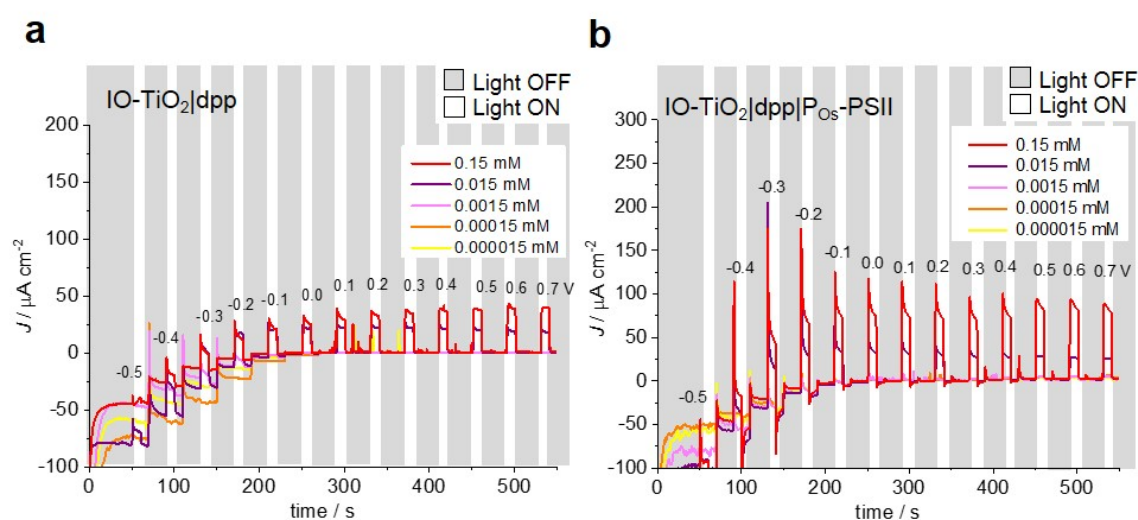 a
IO-TiO₂|dpp
Light OFF
Light ON
0.15 mM
0.015 mM
0.0015 mM
0.00015 mM
0.000015 mM
-0.5
-0.4
-0.3
-0.2
-0.1
0.0
0.1
0.2
0.3
0.4
0.5
0.6
0.7 V
200
150
100
50
0
-50
-100
J / µA cm⁻²
0 100 200 300 400 500
time / s
b
IO-TiO₂|dpp|P_Os-PSII
Light OFF
Light ON
0.15 mM
0.015 mM
0.0015 mM
0.00015 mM
0.000015 mM
-0.5
-0.4
-0.3
-0.2
-0.1
0.0
0.1
0.2
0.3
0.4
0.5
0.6
0.7 V
300
250
200
150
100
50
0
-50
-100
J / µA cm⁻²
0 100 200 300 400 500
time / s